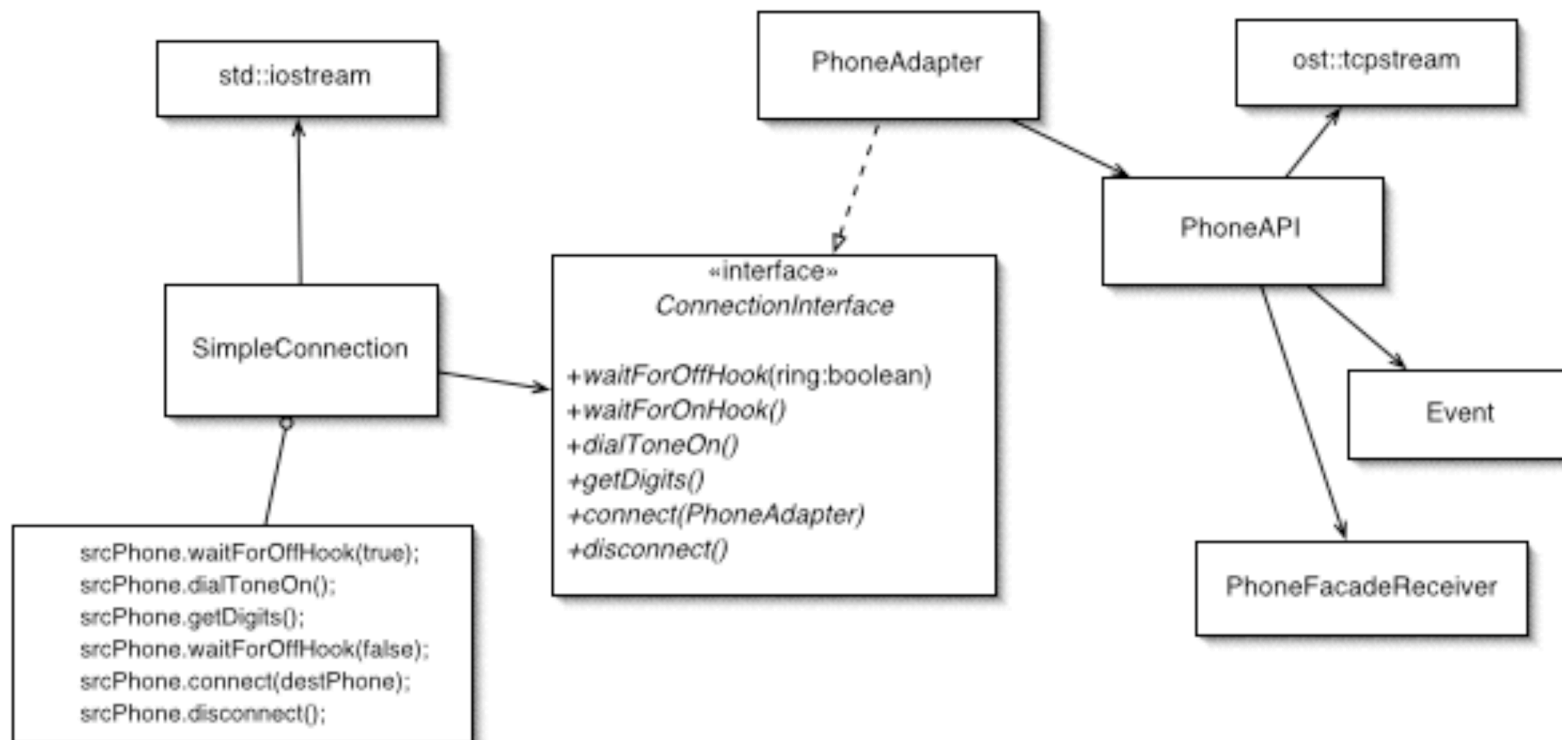 std::iostream
PhoneAdapter
ost::tcpstream
PhoneAPI
SimpleConnection
«interface»
ConnectionInterface
+waitForOffHook(ring:boolean)
+waitForOnHook()
+dialToneOn()
+getDigits()
+connect(PhoneAdapter)
+disconnect()
Event
PhoneFacadeReceiver
srcPhone.waitForOffHook(true);
srcPhone.dialToneOn();
srcPhone.getDigits();
srcPhone.waitForOffHook(false);
srcPhone.connect(destPhone);
srcPhone.disconnect();